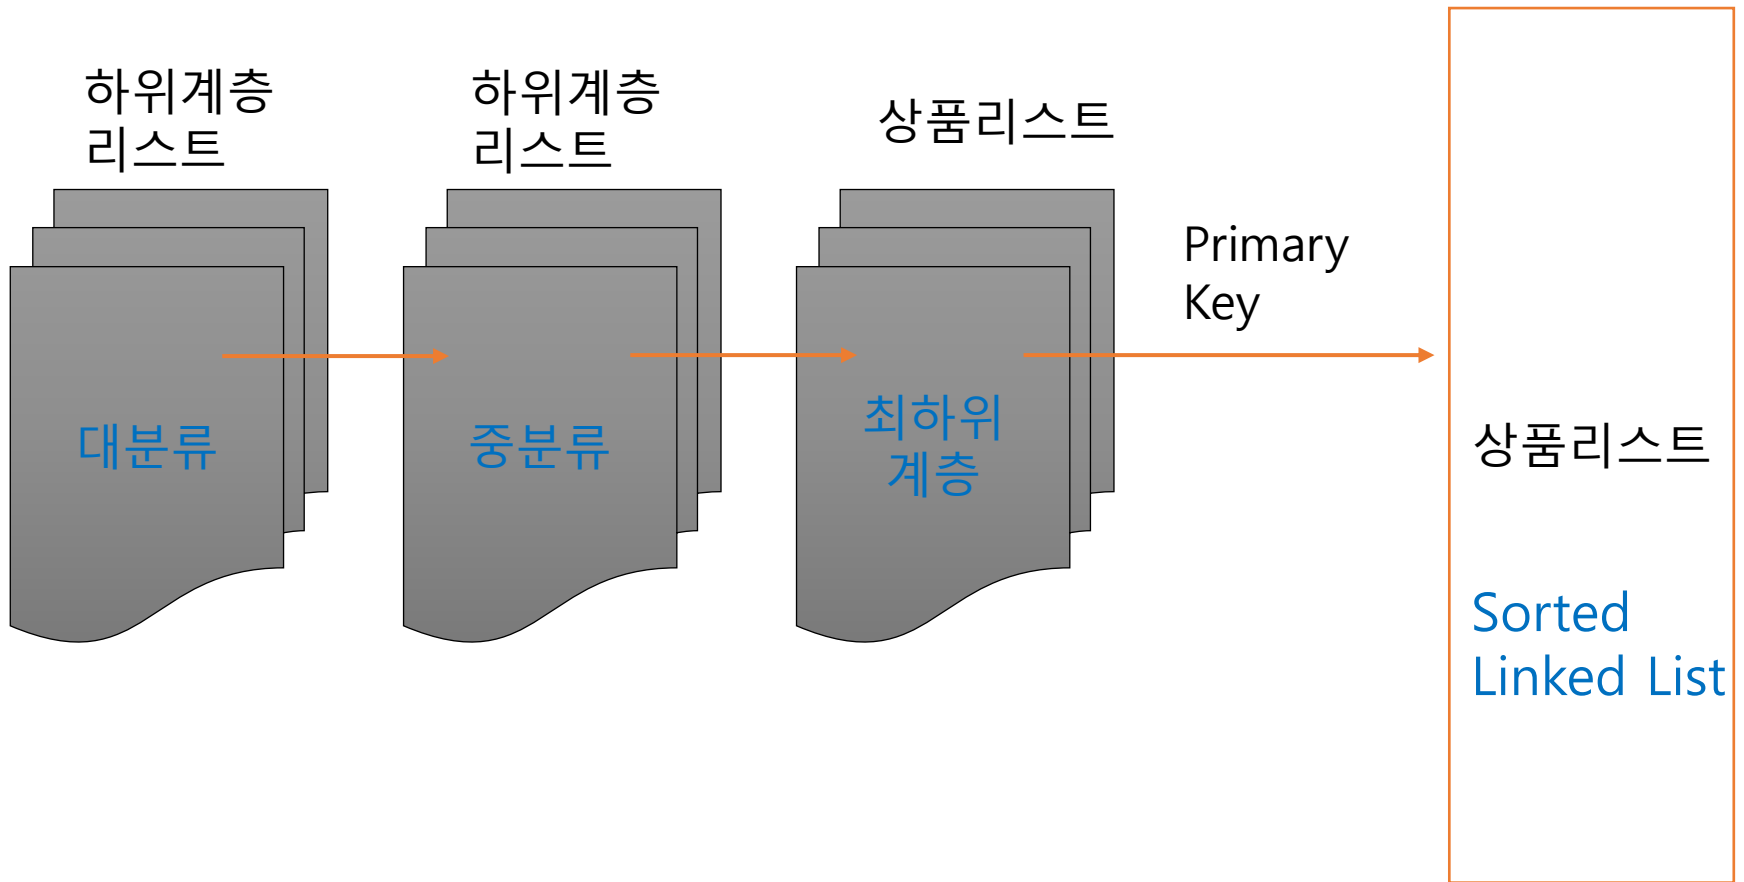 하위계층
리스트
하위계층
리스트
상품리스트
Primary
Key
대분류
중분류
최하위
계층
상품리스트
Sorted
Linked List